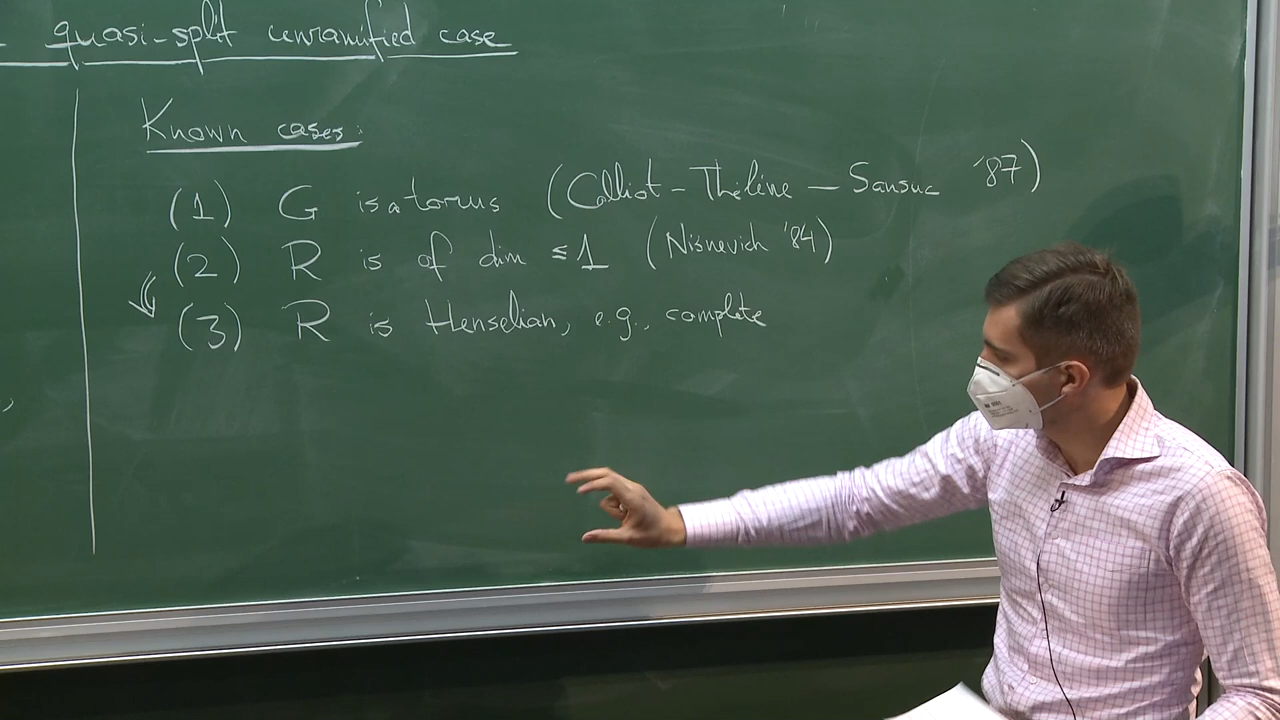 - quasi-split unramified case
Known cases:
(1) G is a torus (Colliot-Thélène — Sansuc '87)
(2) R is of dim ≤ 1 (Nisnevich '84)
(3) R is Henselian, e.g., complete